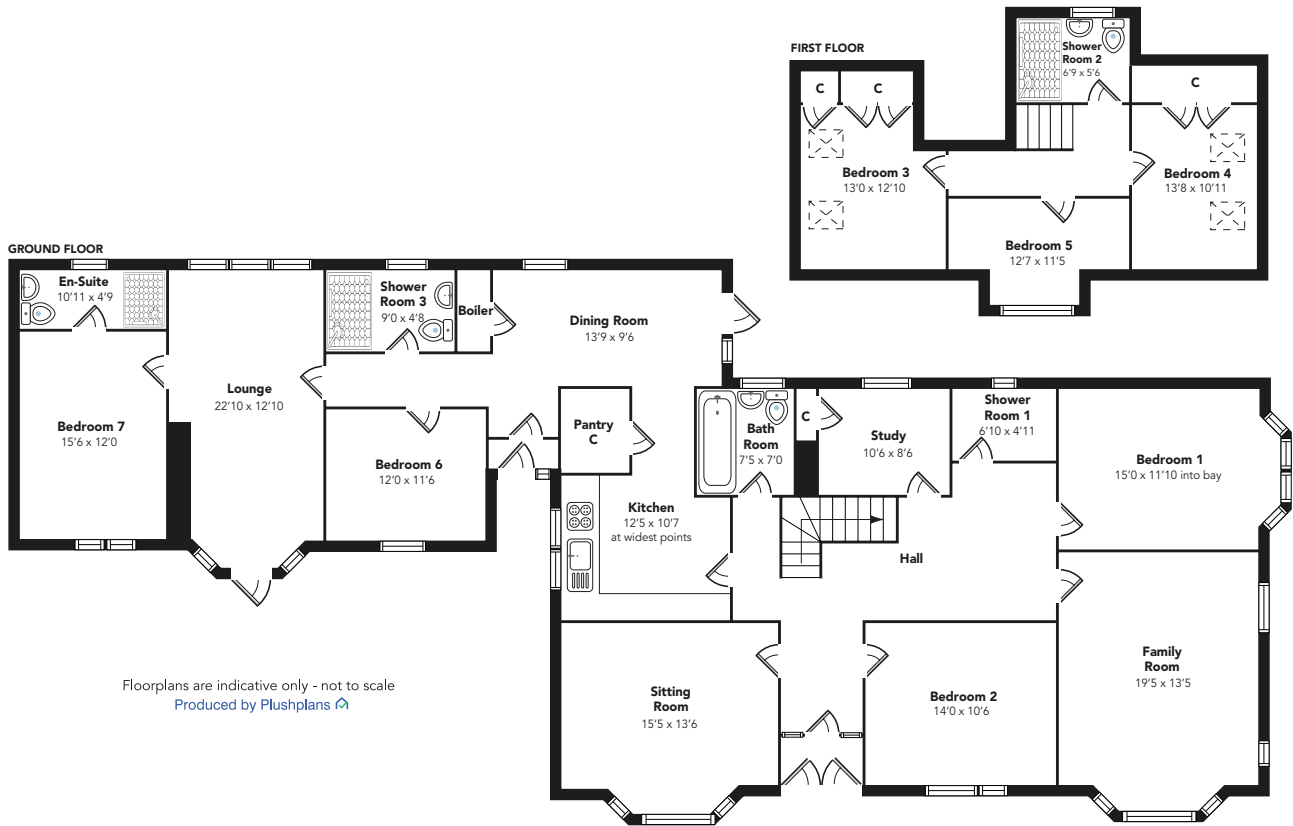 FIRST FLOOR
Shower
Room 2
6'9 x 5'6
C
C
C
Bedroom 3
13'0 x 12'10
Bedroom 4
13'8 x 10'11
Bedroom 5
12'7 x 11'5
GROUND FLOOR
En-Suite
10'11 x 4'9
Shower
Room 3
9'0 x 4'8
Boiler
Dining Room
13'9 x 9'6
Lounge
22'10 x 12'10
Bedroom 7
15'6 x 12'0
Bedroom 6
12'0 x 11'6
Pantry
C
Bath
Room
7'5 x 7'0
C
Study
10'6 x 8'6
Shower
Room 1
6'10 x 4'11
Bedroom 1
15'0 x 11'10 into bay
Kitchen
12'5 x 10'7
at widest points
Hall
Sitting
Room
15'5 x 13'6
Bedroom 2
14'0 x 10'6
Family
Room
19'5 x 13'5
Floorplans are indicative only - not to scale
Produced by Plushplans